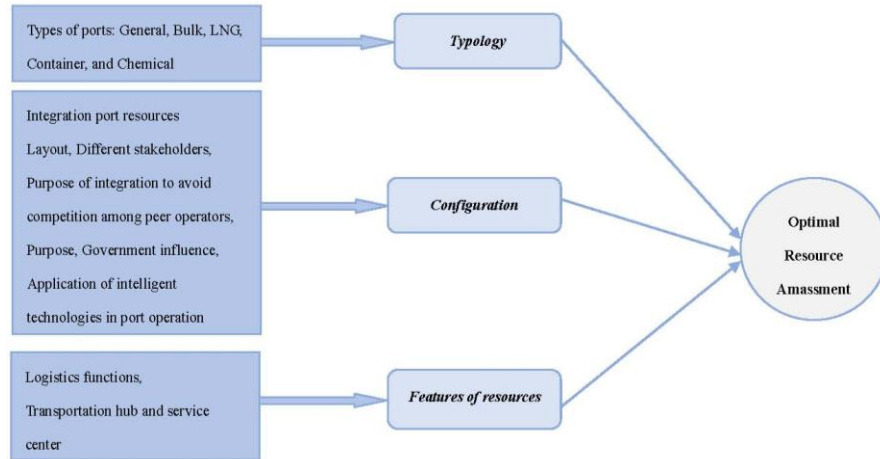 Types of ports: General, Bulk, LNG,
Container, and Chemical
Typology
Integration port resources
Layout, Different stakeholders,
Purpose of integration to avoid
competition among peer operators,
Purpose, Government influence,
Application of intelligent
technologies in port operation
Configuration
Optimal
Resource
Amassment
Logistics functions,
Transportation hub and service
center
Features of resources